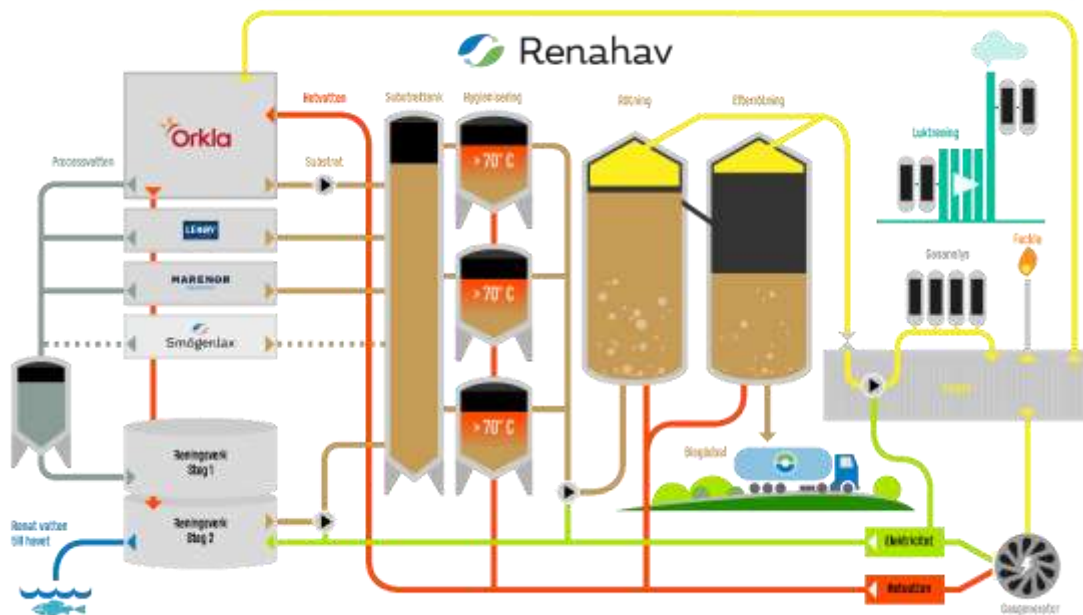 Renahav
Orkla
Hetvatten
Substrattank
Hygienisering
Rötning
Efterrötning
Luktrening
Processvatten
Substrat
> 70° C
LERØY
MARENOR
Smögenlax
> 70° C
Gasanalys
Fackla
> 70° C
Reningsverk
Steg 1
Biogödsel
Renat vatten
till havet
Reningsverk
Steg 2
Elektricitet
Hetvatten
Gasgenerator